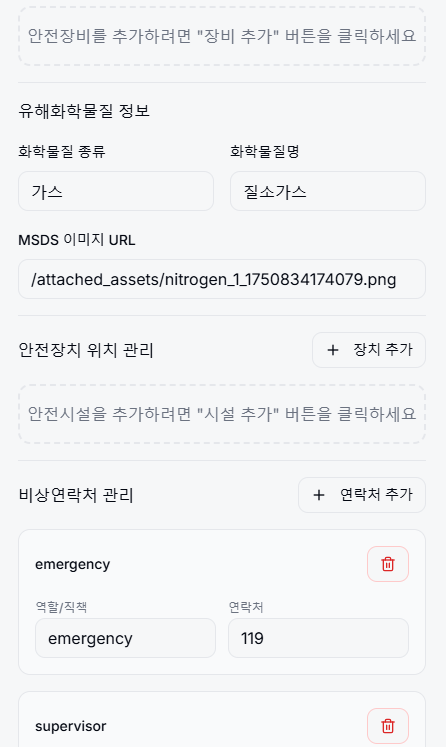 안전장비를 추가하려면 "장비 추가" 버튼을 클릭하세요
유해화학물질 정보
화학물질 종류
화학물질명
가스
질소가스
MSDS 이미지 URL
/attached_assets/nitrogen_1_1750834174079.png
안전장치 위치 관리
+ 장치 추가
안전시설을 추가하려면 "시설 추가" 버튼을 클릭하세요
비상연락처 관리
+ 연락처 추가
emergency
역할/직책
연락처
emergency
119
supervisor